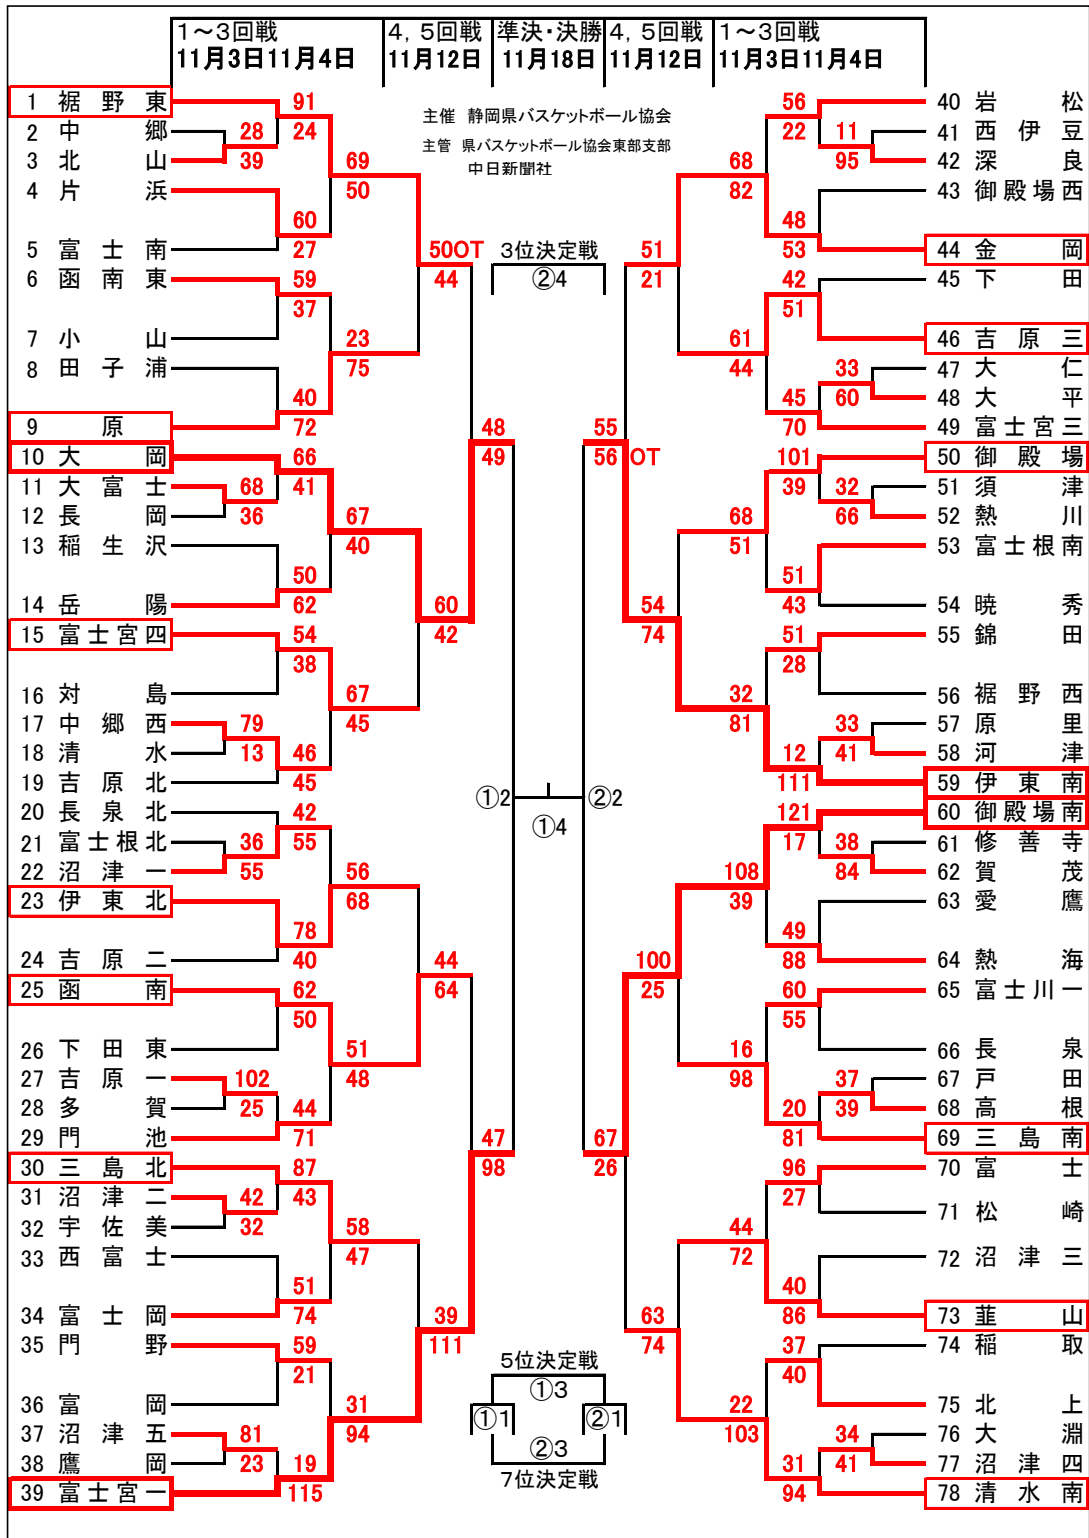 1～3回戦 4，5回戦 準決・決勝 4，5回戦 1～3回戦
11月3日11月4日 11月12日 11月18日 11月12日 11月3日11月4日
主催 静岡県バスケットボール協会
主管 県バスケットボール協会東部支部
中日新聞社
1 裾野東
2 中郷
3 北山
4 片浜
5 富士南
6 函南東
7 小山
8 田子浦
9 原
10 大岡
11 大富士
12 長岡
13 稲生沢
14 岳陽
15 富士宮四
16 対島
17 中郷西
18 清水
19 吉原北
20 長泉北
21 富士根北
22 沼津一
23 伊東北
24 吉原二
25 函南
26 下田東
27 吉原一
28 多賀
29 門池
30 三島北
31 沼津二
32 宇佐美
33 西富士
34 富士岡
35 門野
36 富岡
37 沼津五
38 鷹岡
39 富士宮一
28
39
68
36
79
13
36
55
102
25
42
32
81
23
91
24
60
27
59
37
40
72
66
41
50
62
54
38
46
45
42
55
78
40
62
50
44
71
87
43
51
74
59
21
19
115
69
50
23
75
67
40
67
45
56
68
51
48
58
47
31
94
50OT
44
60
42
44
64
39
111
48
49
47
98
3位決定戦
②4
①2
②2
①4
5位決定戦
①3
①1
②1
②3
7位決定戦
55
56 OT
67
26
51
21
54
74
100
25
63
74
68
82
61
44
68
51
32
81
108
39
16
98
44
72
22
103
56
22
48
53
42
51
45
70
101
39
51
43
51
28
12
111
121
17
49
88
60
55
20
81
96
27
40
86
37
40
31
94
11
95
33
60
32
66
33
41
38
84
37
39
34
41
40 岩松
41 西伊豆
42 深良
43 御殿場西
44 金岡
45 下田
46 吉原三
47 大仁
48 大平
49 富士宮三
50 御殿場
51 須津
52 熱川
53 富士根南
54 暁秀
55 錦田
56 裾野西
57 原里
58 河津
59 伊東南
60 御殿場南
61 修善寺
62 賀茂
63 愛鷹
64 熱海
65 富士川一
66 長泉
67 戸田
68 高根
69 三島南
70 富士
71 松崎
72 沼津三
73 韮山
74 稲取
75 北上
76 大淵
77 沼津四
78 清水南